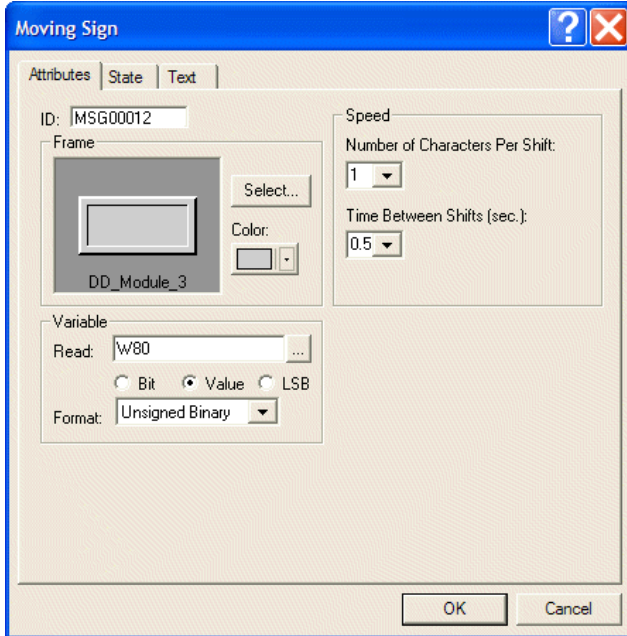 Moving Sign
Attributes State Text
ID: MSG00012
Frame
Select...
Color:
DD_Module_3
Speed
Number of Characters Per Shift:
1
Time Between Shifts (sec.):
0.5
Variable
Read: W80 ...
Bit Value LSB
Format: Unsigned Binary
OK Cancel